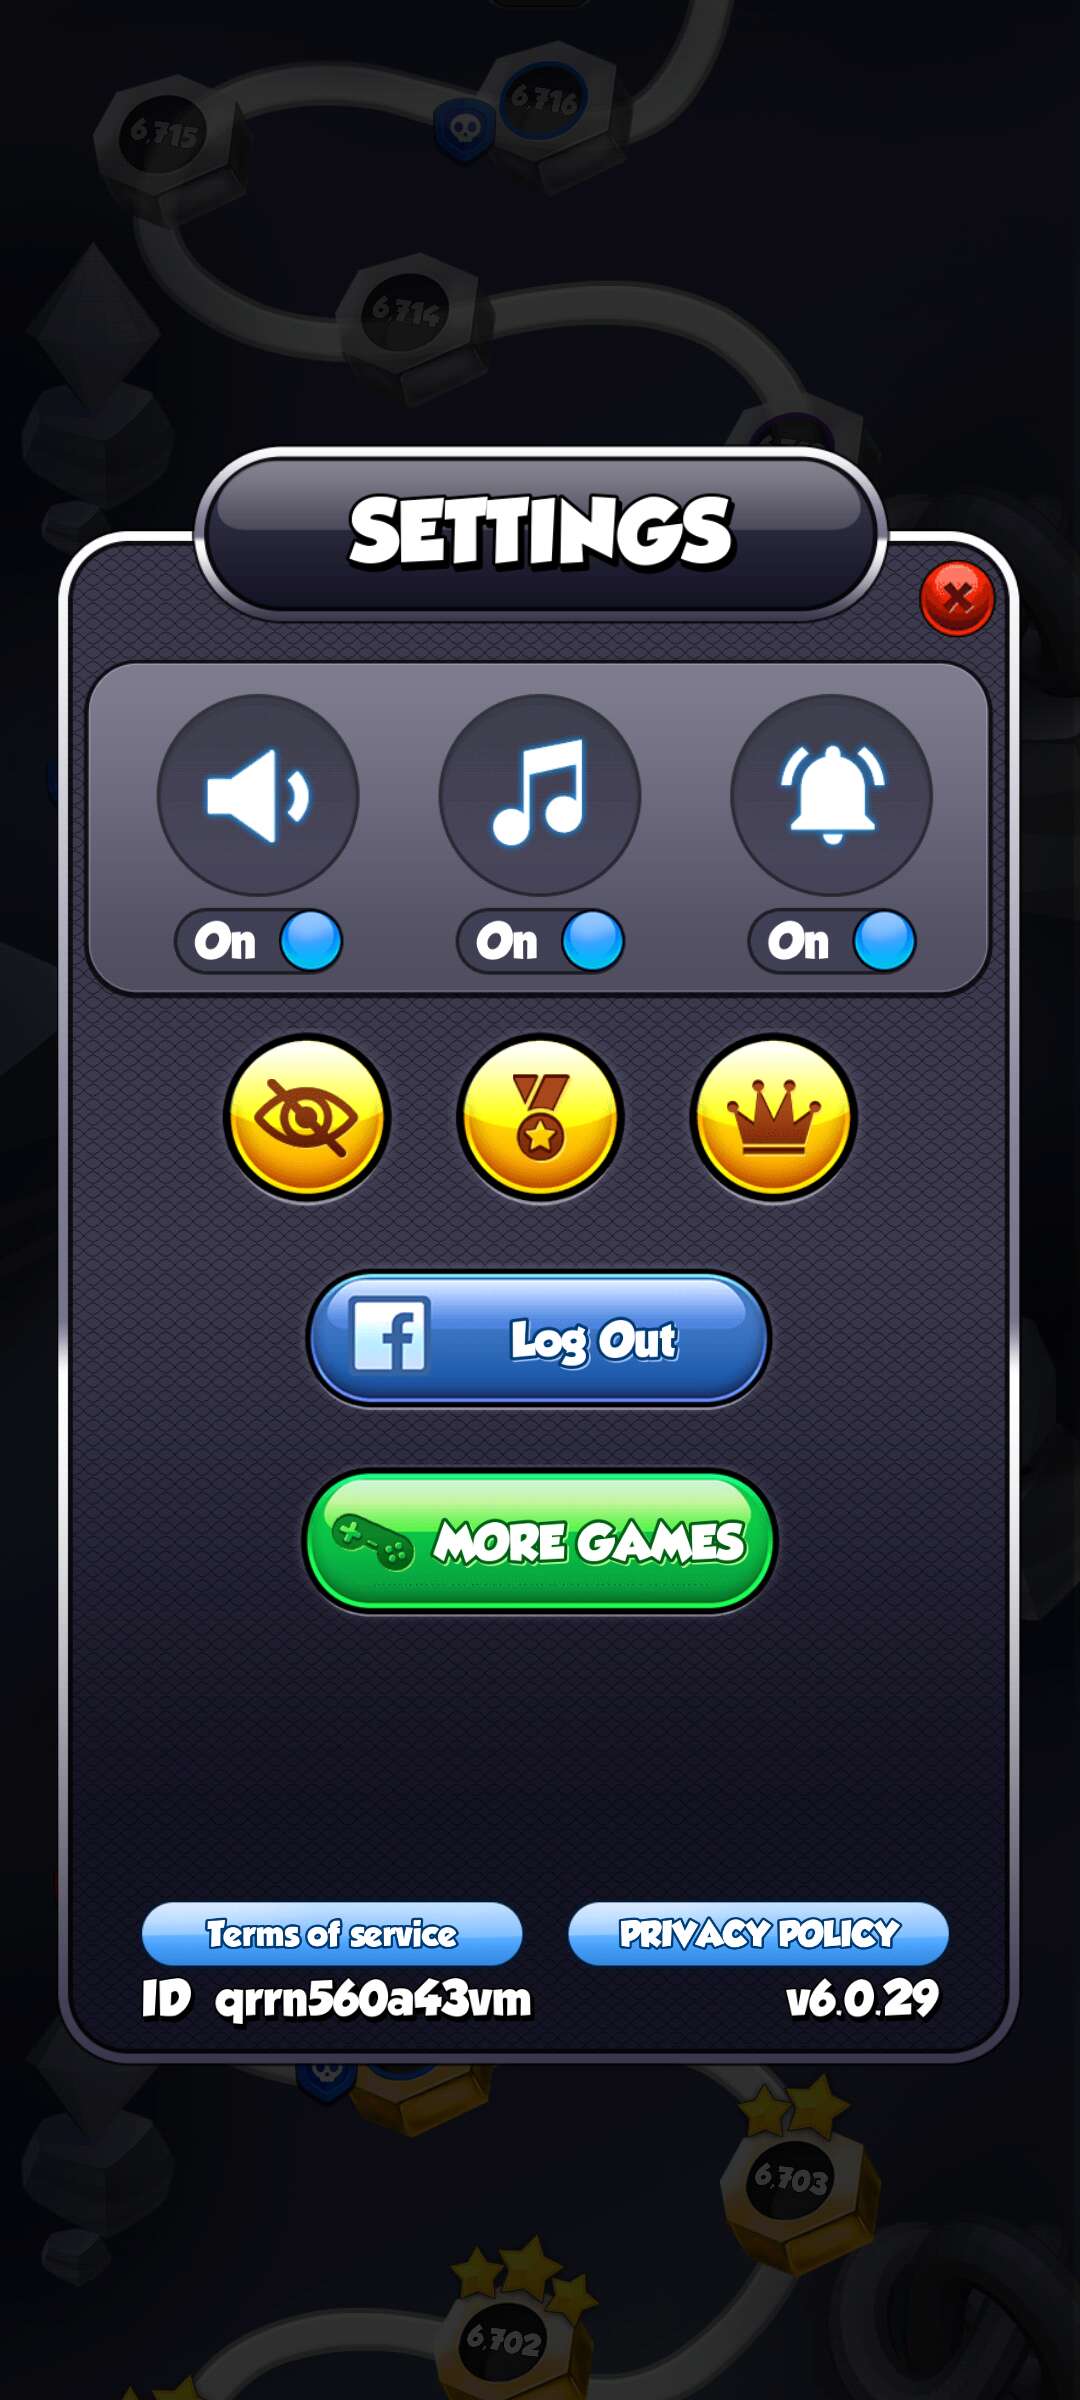 6,716
6,715
6,714
SETTINGS
On On On
Log Out
MORE GAMES
Terms of service PRIVACY POLICY
ID qrrn560a43vm v6.0.29
6,703
6,702